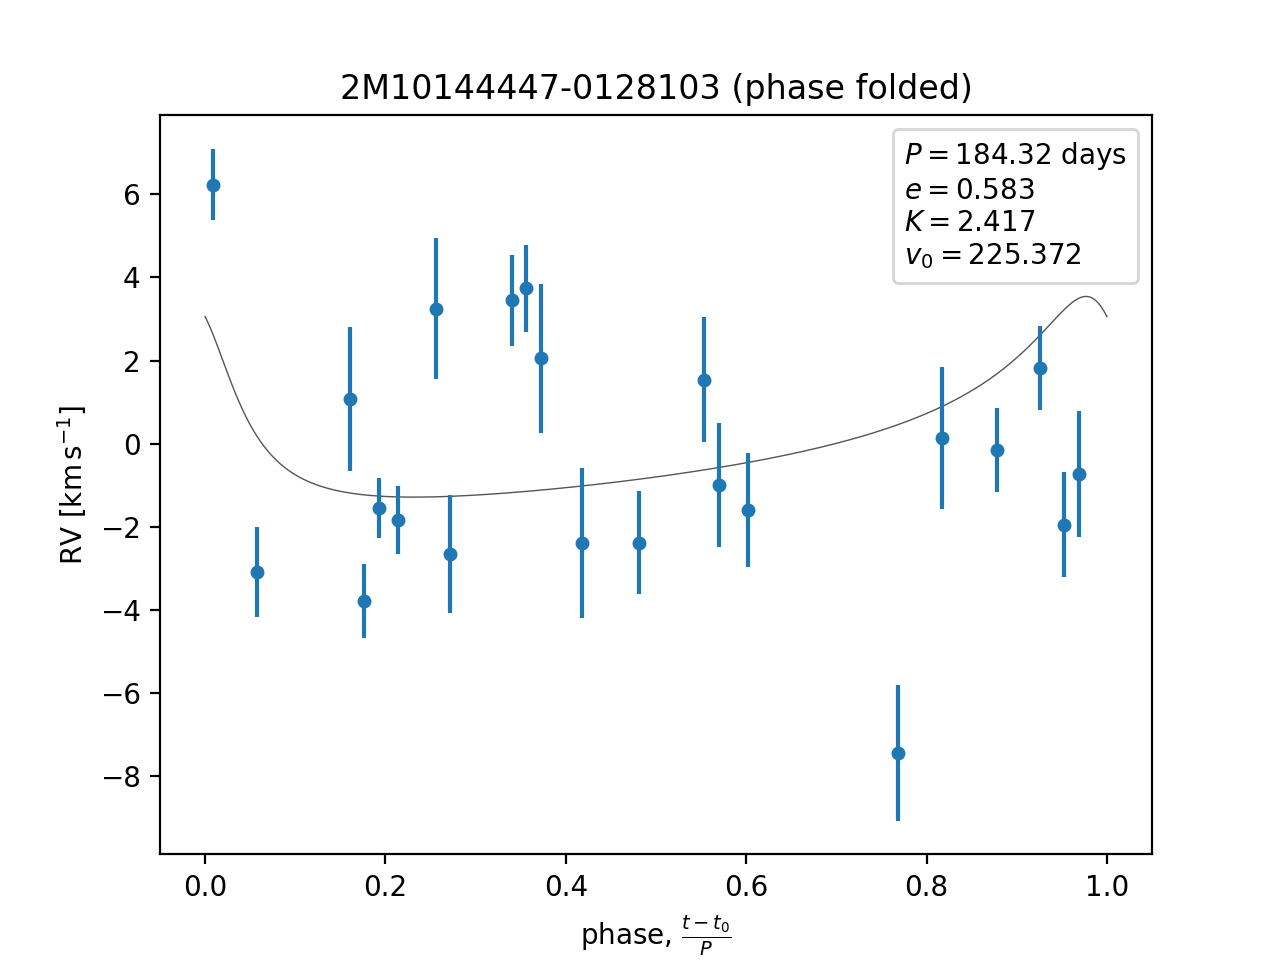 2M10144447-0128103 (phase folded)
P = 184.32 days
e = 0.583
K = 2.417
v₀ = 225.372
6
4
2
0
−2
−4
−6
−8
RV [km s⁻¹]
0.0 0.2 0.4 0.6 0.8 1.0
phase, (t − t₀)/P